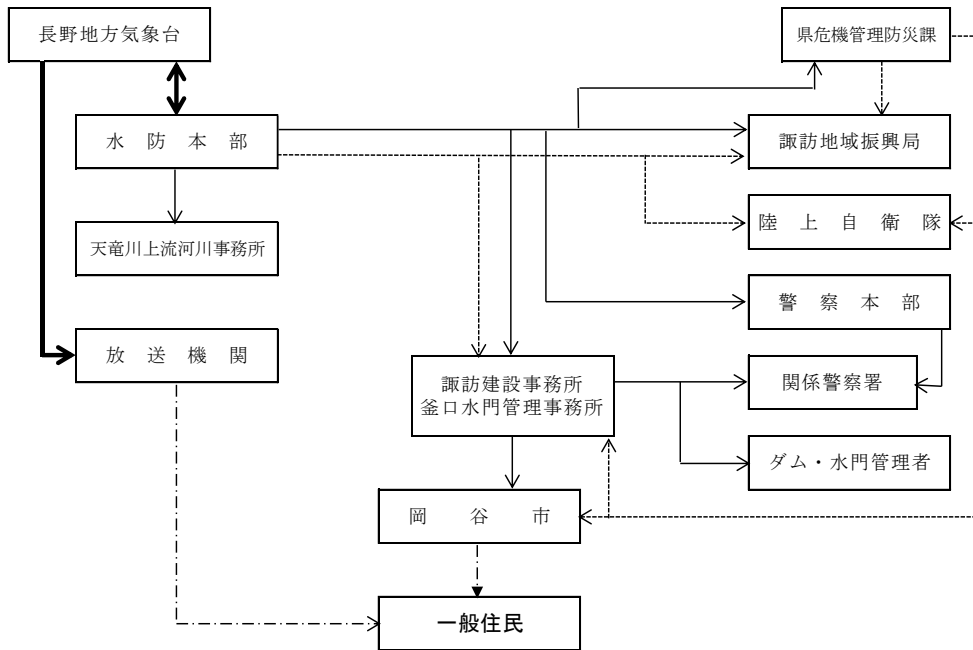 長野地方気象台
県危機管理防災課
水防本部
諏訪地域振興局
天竜川上流河川事務所
陸上自衛隊
警察本部
放送機関
諏訪建設事務所
釜口水門管理事務所
関係警察署
ダム・水門管理者
岡谷市
一般住民